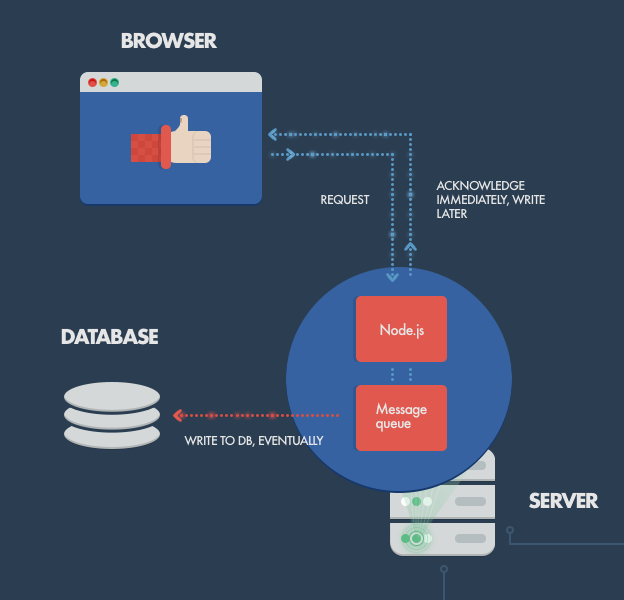 BROWSER
REQUEST
ACKNOWLEDGE
IMMEDIATELY, WRITE
LATER
Node.js
DATABASE
Message
queue
WRITE TO DB, EVENTUALLY
SERVER